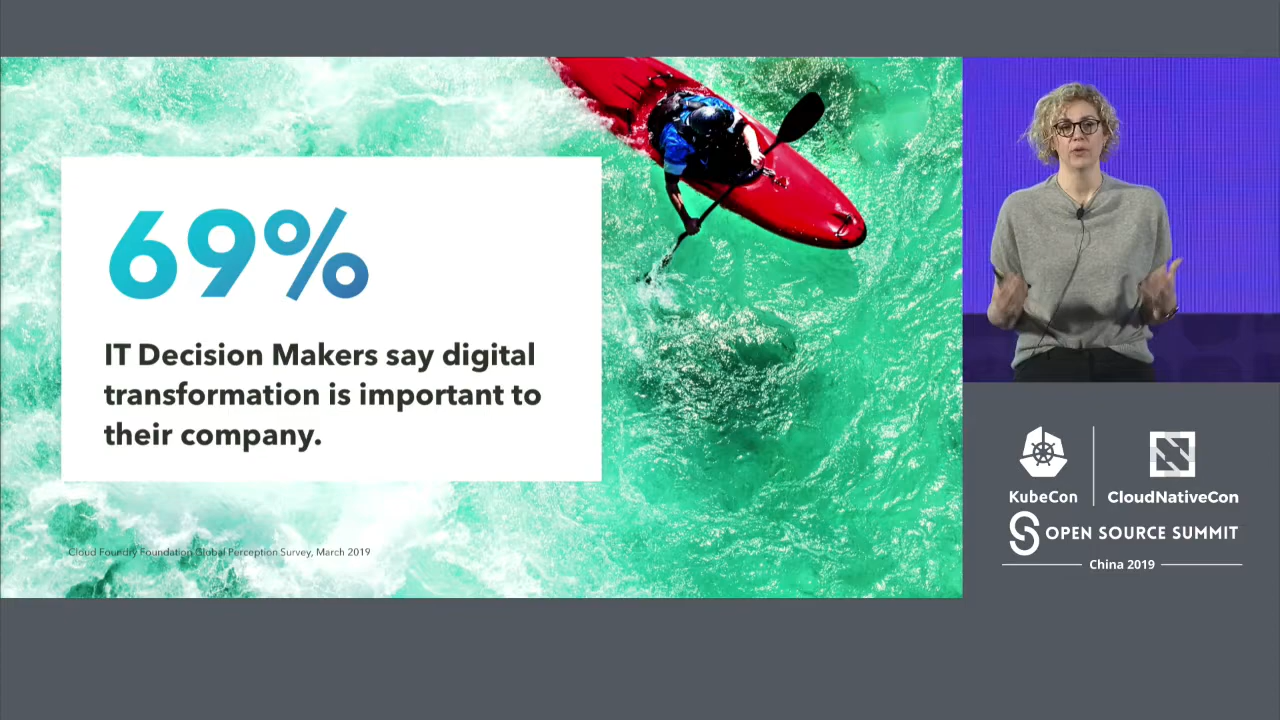 69%
IT Decision Makers say digital
transformation is important to
their company.
Cloud Foundry Foundation Global Perception Survey, March 2019
KubeCon
CloudNativeCon
OPEN SOURCE SUMMIT
China 2019